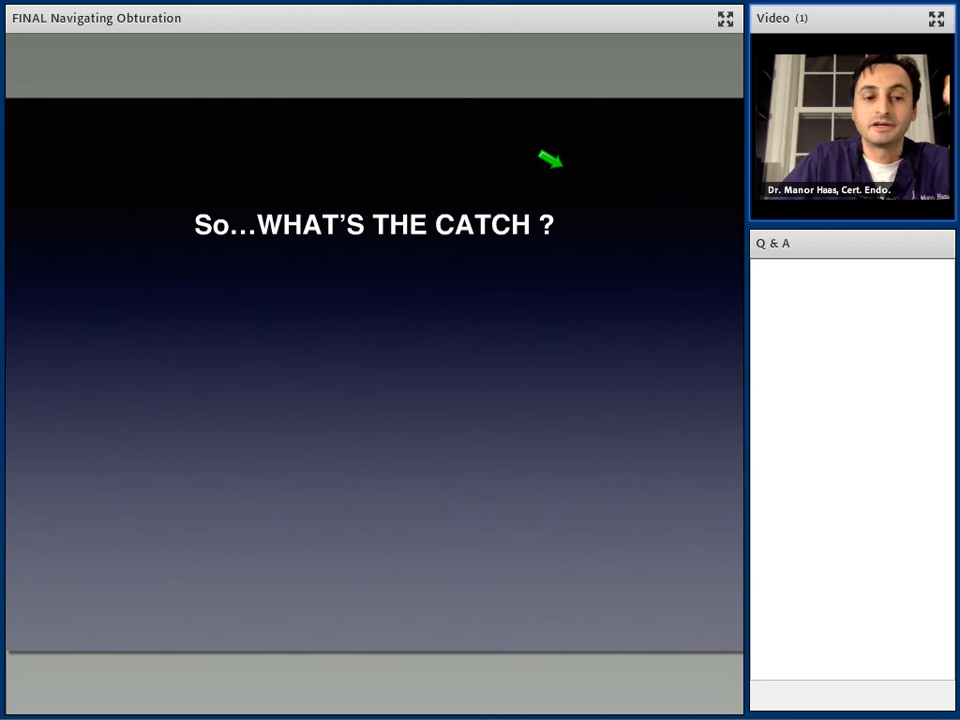 FINAL Navigating Obturation
So...WHAT'S THE CATCH ?
Video (1)
Dr. Manor Haas, Cert. Endo.
Q & A